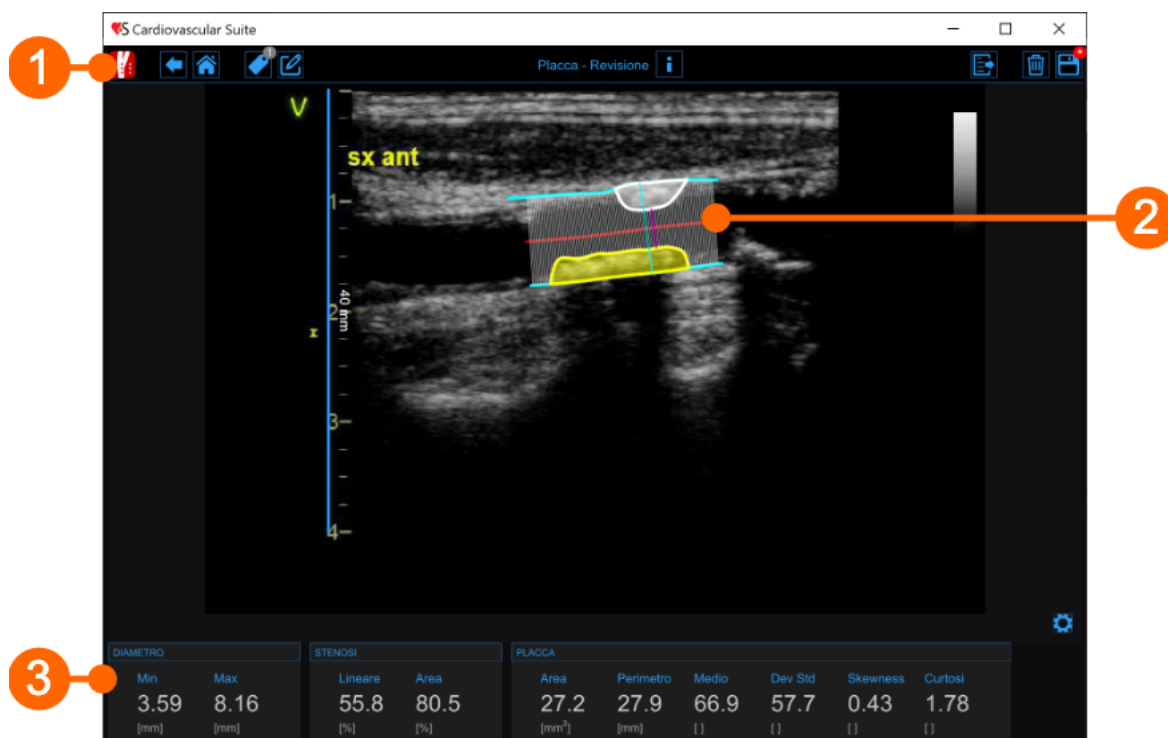 Cardiovascular Suite
1
1
Placca - Revisione
i
V
sx ant
1
2
40 mm
2
3
4
3
DIAMETRO
STENOSI
PLACCA
Min
Max
Lineare
Area
Area
Perimetro
Medio
Dev Std
Skewness
Curtosi
3.59
8.16
55.8
80.5
27.2
27.9
66.9
57.7
0.43
1.78
[mm]
[mm]
[%]
[%]
[mm²]
[mm]
[ ]
[ ]
[ ]
[ ]